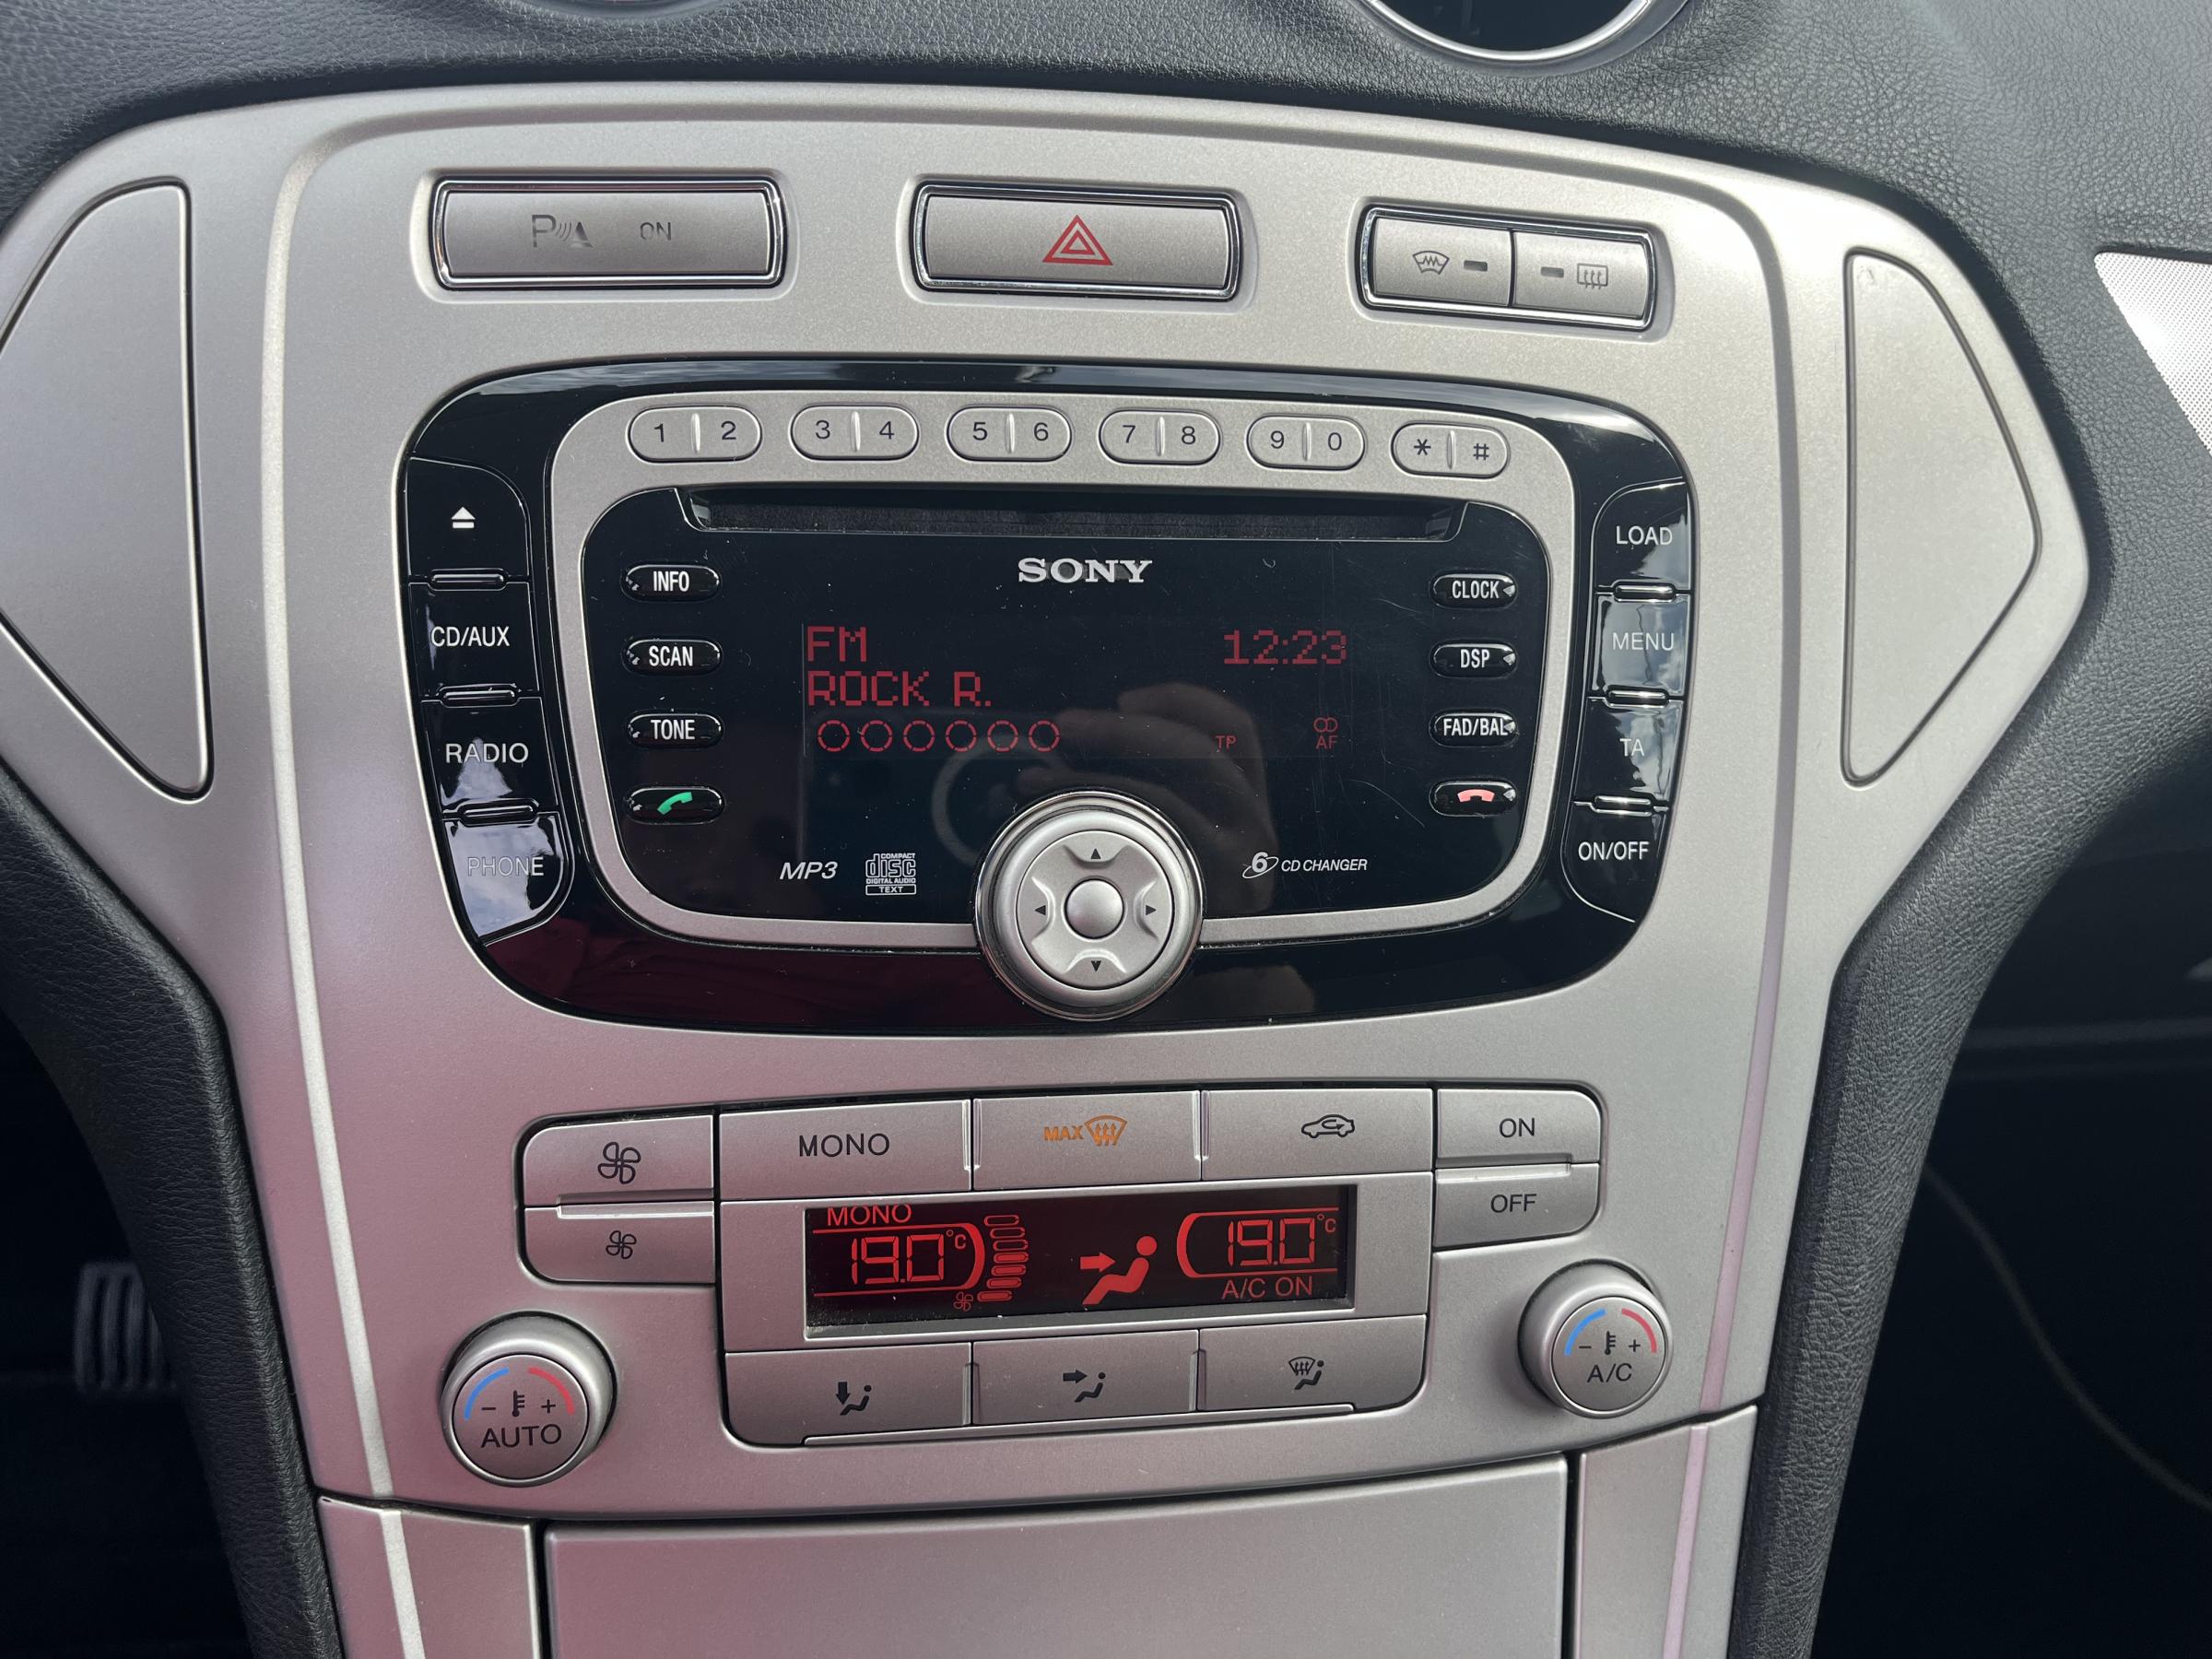 P ON
1 2 3 4 5 6 7 8 9 0 * #
LOAD
SONY
INFO CLOCK
CD/AUX MENU
FM 12:23
SCAN DSP
ROCK R.
TONE FAD/BAL
RADIO TA
TP AF
PHONE ON/OFF
MP3 COMPACT disc DIGITAL AUDIO TEXT 6 CD CHANGER
MONO MAX ON
OFF
MONO
19.0°C 19.0°C
A/C ON
- + AUTO
- + A/C